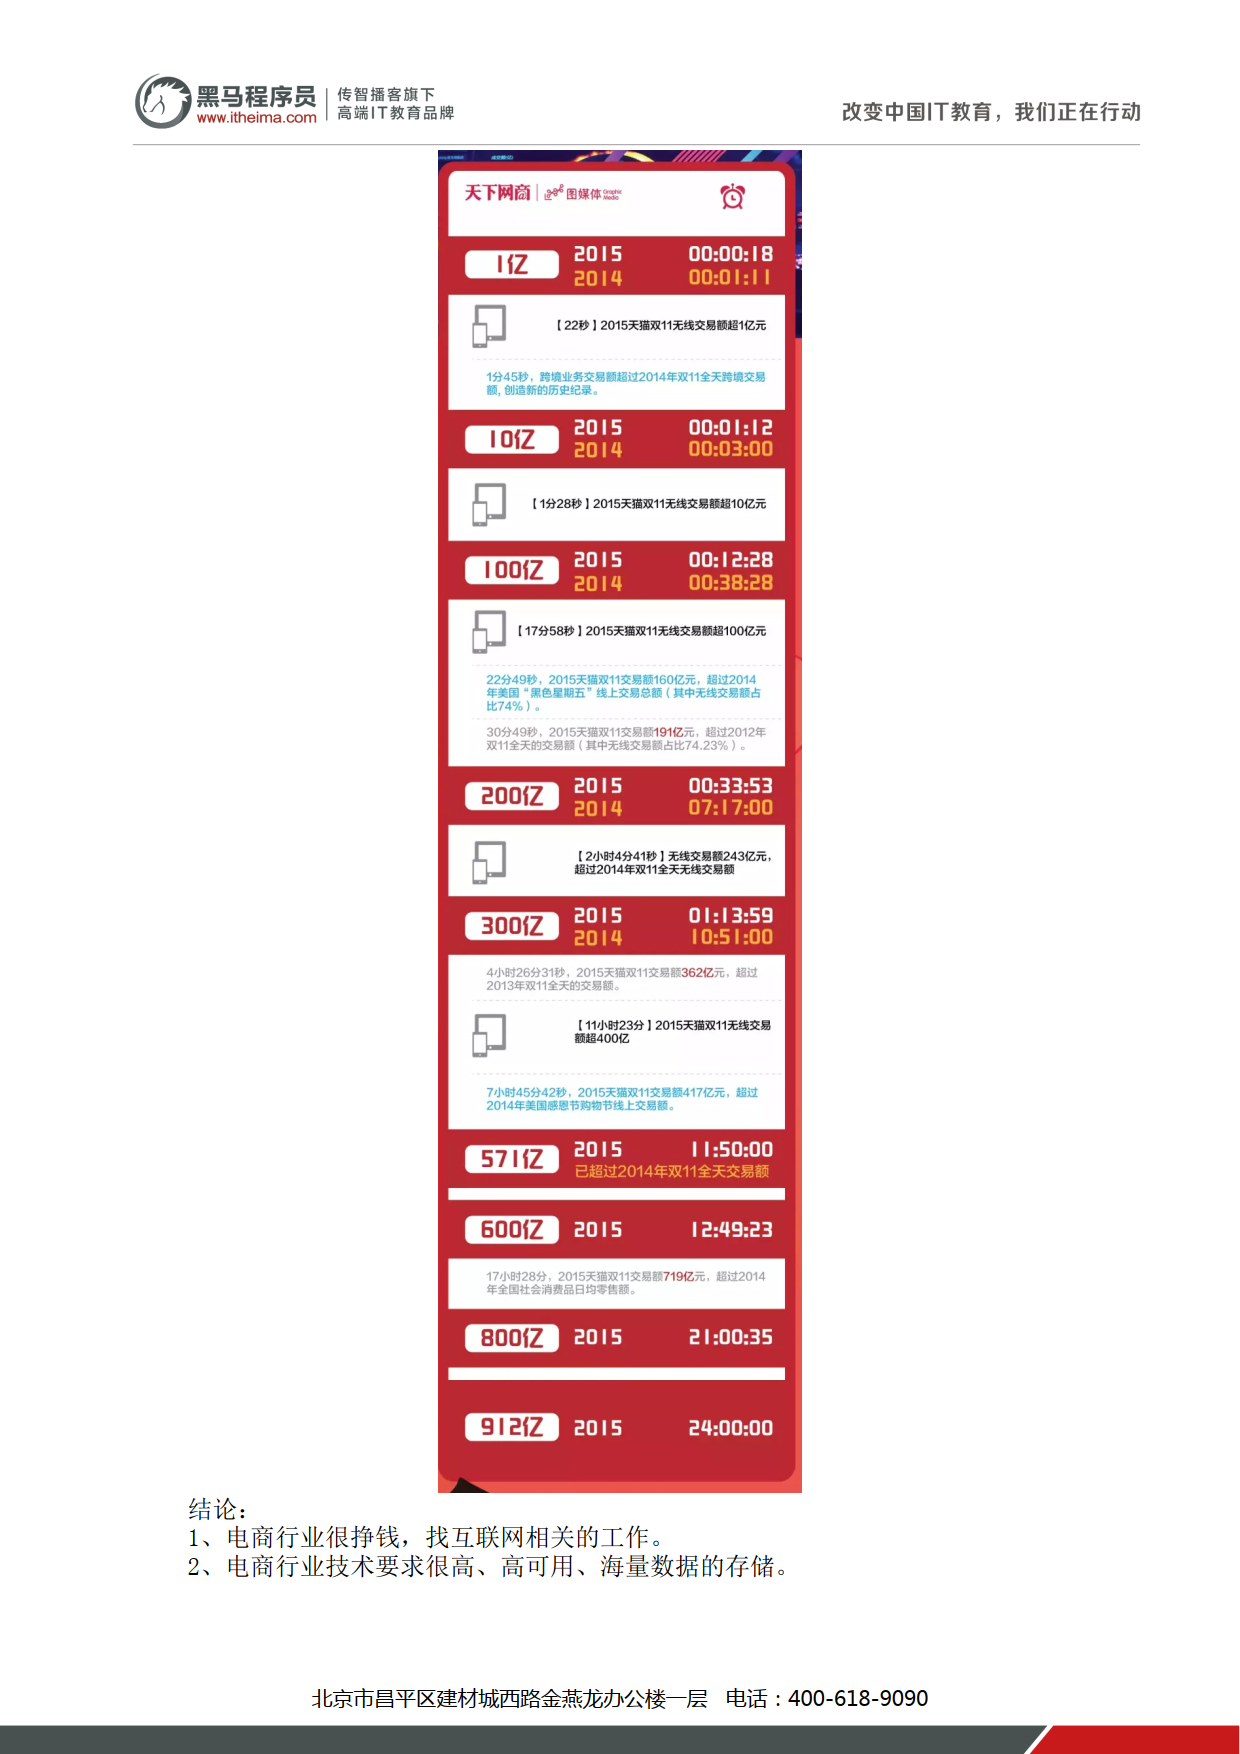 黑马程序员
www.itheima.com
传智播客旗下
高端IT教育品牌
改变中国IT教育，我们正在行动
天下网商
图媒体 Graphic Media
1亿 2015 00:00:18
2014 00:01:11
【22秒】2015天猫双11无线交易额超1亿元
1分45秒，跨境业务交易额超过2014年双11全天跨境交易
额，创造新的历史纪录。
10亿 2015 00:01:12
2014 00:03:00
【1分28秒】2015天猫双11无线交易额超10亿元
100亿 2015 00:12:28
2014 00:38:28
【17分58秒】2015天猫双11无线交易额超100亿元
22分49秒，2015天猫双11交易额160亿元，超过2014
年美国“黑色星期五”线上交易总额（其中无线交易额占
比74%）。
30分49秒，2015天猫双11交易额191亿元，超过2012年
双11全天的交易额（其中无线交易额占比74.23%）。
200亿 2015 00:33:53
2014 07:17:00
【2小时4分41秒】无线交易额243亿元，
超过2014年双11全天无线交易额
300亿 2015 01:13:59
2014 10:51:00
4小时26分31秒，2015天猫双11交易额362亿元，超过
2013年双11全天的交易额。
【11小时23分】2015天猫双11无线交易
额超400亿
7小时45分42秒，2015天猫双11交易额417亿元，超过
2014年美国感恩节购物节线上交易额。
571亿 2015 11:50:00
已超过2014年双11全天交易额
600亿 2015 12:49:23
17小时28分，2015天猫双11交易额719亿元，超过2014
年全国社会消费品日均零售额。
800亿 2015 21:00:35
912亿 2015 24:00:00
结论：
1、电商行业很挣钱，找互联网相关的工作。
2、电商行业技术要求很高、高可用、海量数据的存储。
北京市昌平区建材城西路金燕龙办公楼一层 电话：400-618-9090